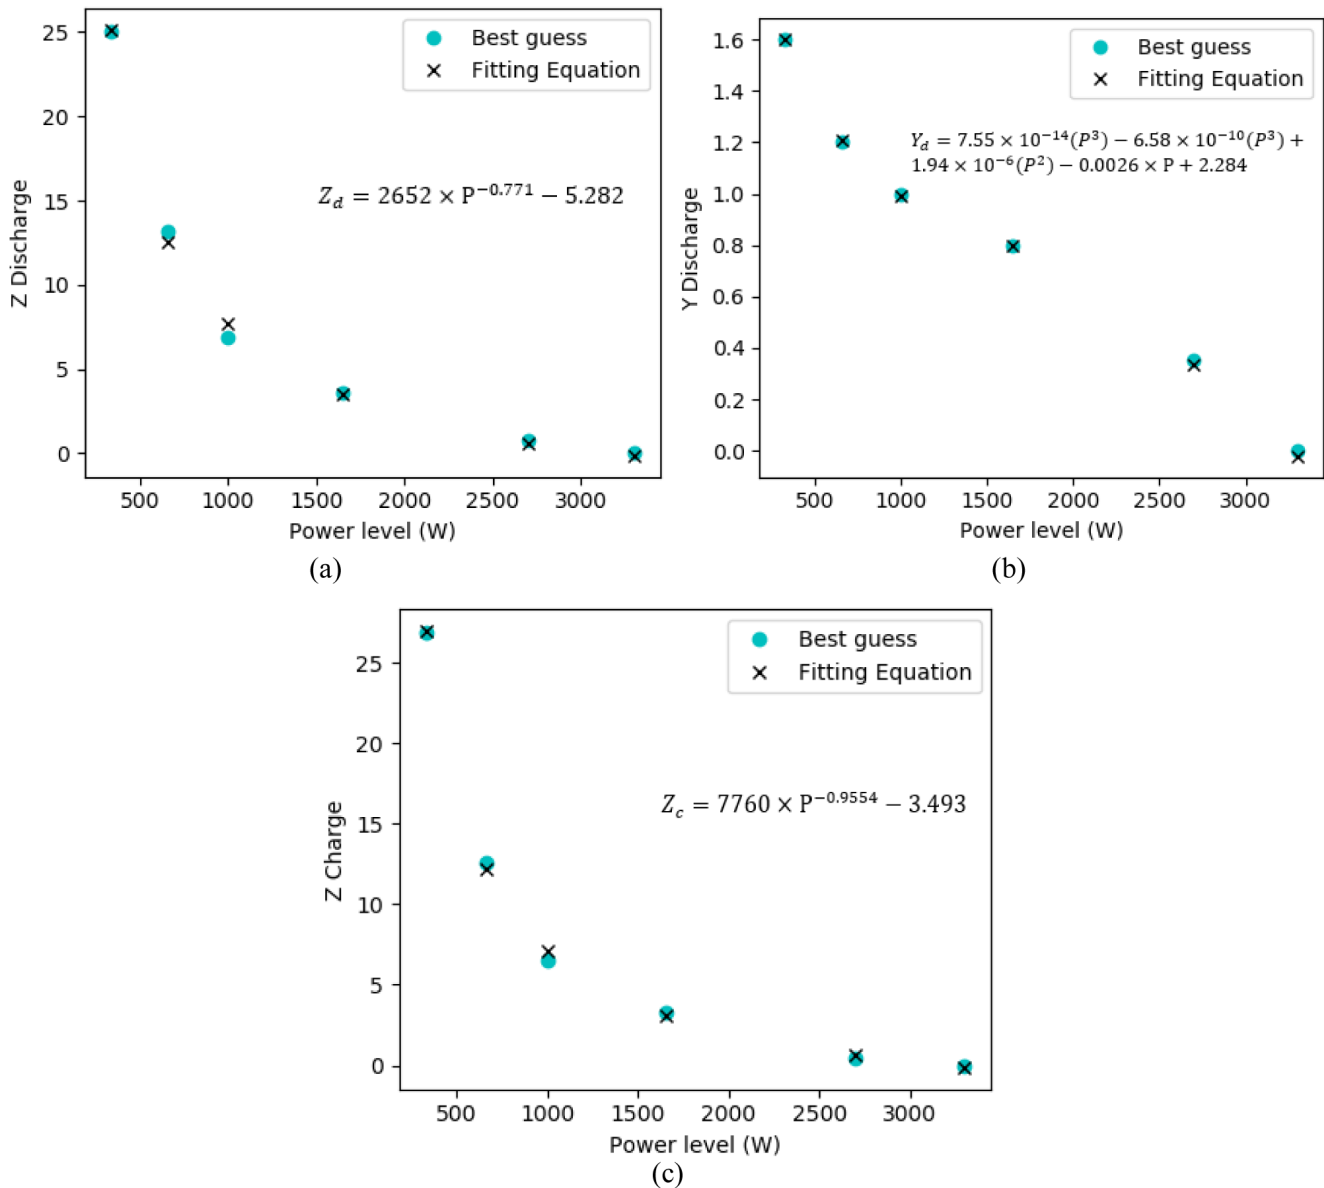 25
20
15
10
5
0
Z Discharge
Best guess
Fitting Equation
Z_d = 2652 × P^{−0.771} − 5.282
500 1000 1500 2000 2500 3000
Power level (W)
(a)
1.6
1.4
1.2
1.0
0.8
0.6
0.4
0.2
0.0
Y Discharge
Best guess
Fitting Equation
Y_d = 7.55 × 10^{−14}(P^3) − 6.58 × 10^{−10}(P^3) +
1.94 × 10^{−6}(P^2) − 0.0026 × P + 2.284
500 1000 1500 2000 2500 3000
Power level (W)
(b)
25
20
15
10
5
0
Z Charge
Best guess
Fitting Equation
Z_c = 7760 × P^{−0.9554} − 3.493
500 1000 1500 2000 2500 3000
Power level (W)
(c)